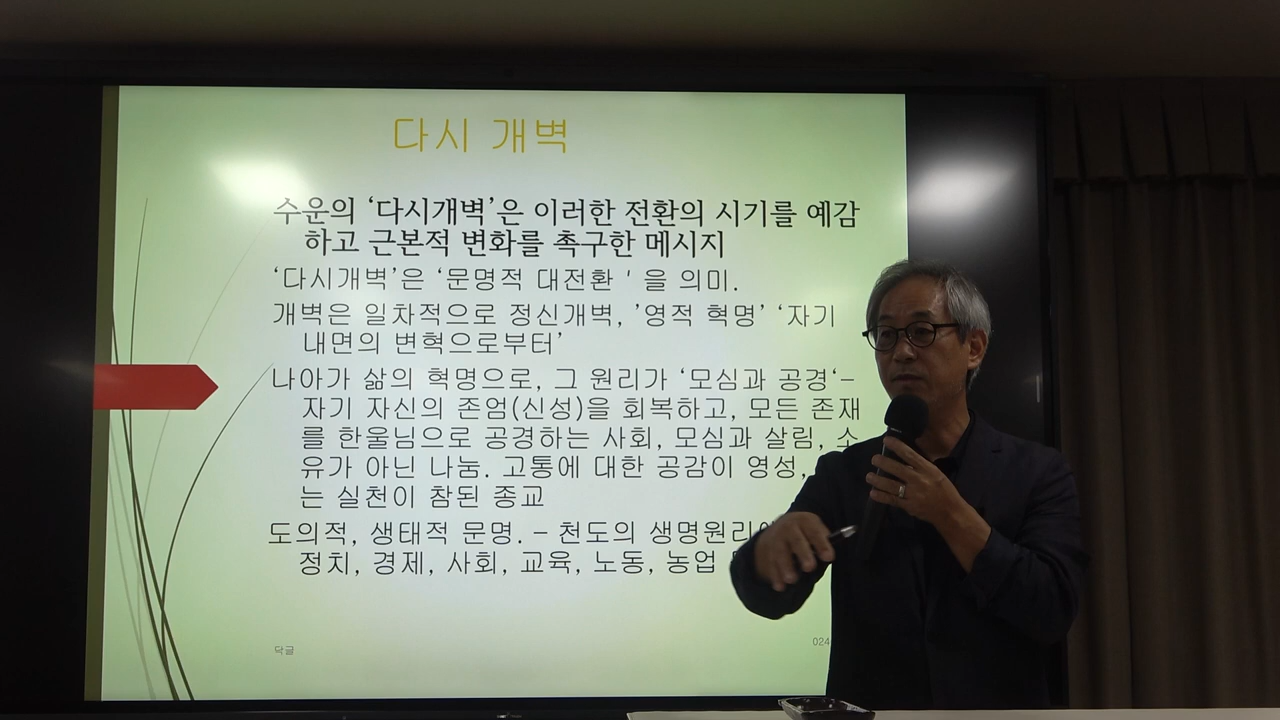 다시 개벽
수운의 ‘다시개벽’은 이러한 전환의 시기를 예감
하고 근본적 변화를 촉구한 메시지
‘다시개벽’은 ‘문명적 대전환 ' 을 의미.
개벽은 일차적으로 정신개벽, ’영적 혁명’ ‘자기
내면의 변혁으로부터’
나아가 삶의 혁명으로, 그 원리가 ‘모심과 공경‘–
자기 자신의 존엄(신성)을 회복하고, 모든 존재
를 한울님으로 공경하는 사회, 모심과 살림, 소
유가 아닌 나눔. 고통에 대한 공감이 영성,
는 실천이 참된 종교
도의적, 생태적 문명. – 천도의 생명원리
정치, 경제, 사회, 교육, 노동, 농업
닥글
024